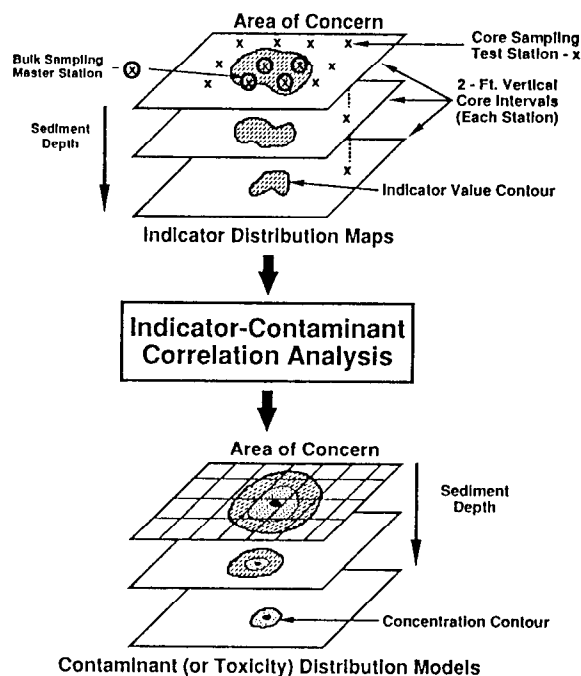 Area of Concern
Core Sampling
Test Station - x
Bulk Sampling
Master Station -
2 - Ft. Vertical
Core Intervals
(Each Station)
Sediment
Depth
Indicator Value Contour
Indicator Distribution Maps
Indicator-Contaminant
Correlation Analysis
Area of Concern
Sediment
Depth
Concentration Contour
Contaminant (or Toxicity) Distribution Models